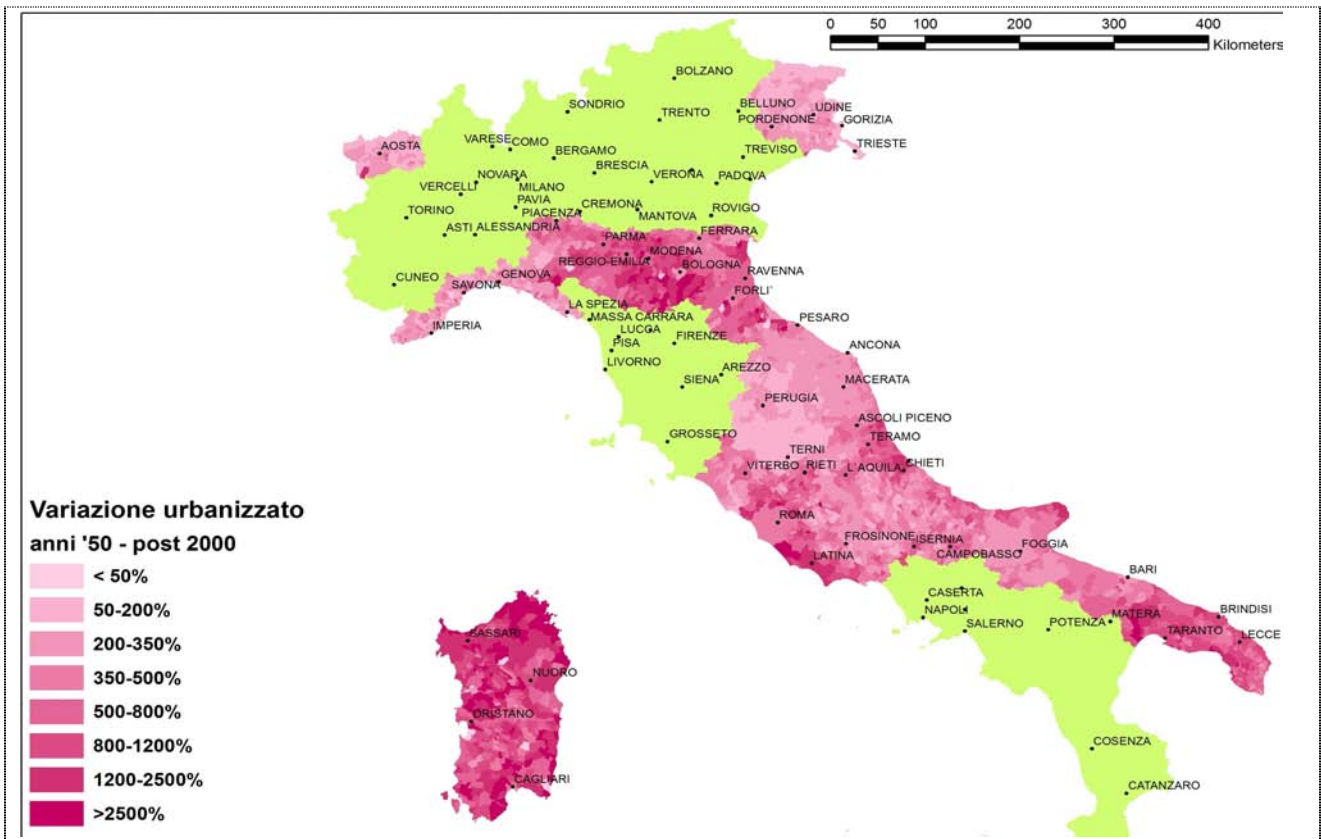 0 50 100 200 300 400
Kilometers
BOLZANO
SONDRIO
TRENTO
BELLUNO
UDINE
PORDENONE
GORIZIA
TRIESTE
AOSTA
VARESE
COMO
BERGAMO
TREVISO
BRESCIA
VERONA
PADOVA
NOVARA
VERCELLI
MILANO
PAVIA
CREMONA
PIACENZA
MANTOVA
ROVIGO
TORINO
ASTI
ALESSANDRIA
PARMA
FERRARA
MODENA
REGGIO-EMILIA
BOLOGNA
RAVENNA
CUNEO
SAVONA
GENOVA
FORLI`
LA SPEZIA
MASSA CARRARA
PESARO
IMPERIA
LUCCA
FIRENZE
PISA
ANCONA
LIVORNO
AREZZO
SIENA
MACERATA
PERUGIA
ASCOLI PICENO
GROSSETO
TERAMO
TERNI
VITERBO
RIETI
L'AQUILA
CHIETI
ROMA
FROSINONE
ISERNIA
FOGGIA
LATINA
CAMPOBASSO
BARI
CASERTA
NAPOLI
SALERNO
POTENZA
MATERA
BRINDISI
TARANTO
LECCE
SASSARI
NUORO
ORISTANO
CAGLIARI
COSENZA
CATANZARO
Variazione urbanizzato
anni '50 - post 2000
< 50%
50-200%
200-350%
350-500%
500-800%
800-1200%
1200-2500%
>2500%